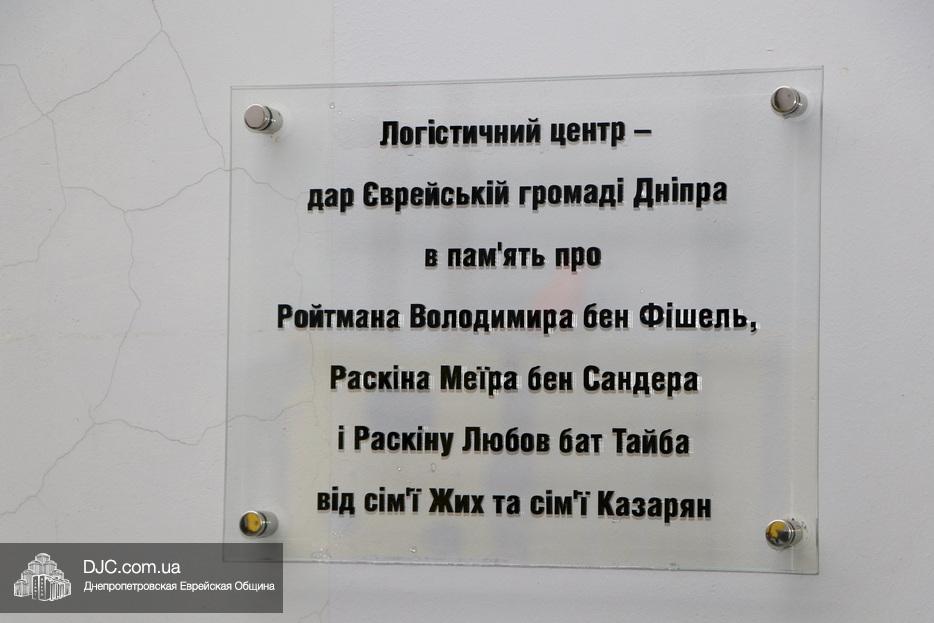 Логістичний центр –
дар Єврейській громаді Дніпра
в пам'ять про
Ройтмана Володимира бен Фішель,
Раскіна Меїра бен Сандера
і Раскіну Любов бат Тайба
від сім'ї Жих та сім'ї Казарян
DJC.com.ua
Днепропетровская Еврейская Община